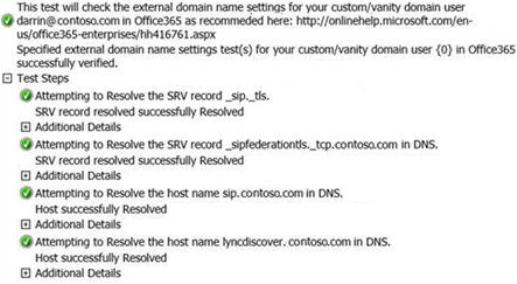 This test will check the external domain name settings for your custom/vanity domain user
darrin@contoso.com in Office365 as recommeded here: http://onlinehelp.microsoft.com/en-
us/office365-enterprises/hh416761.aspx
Specified external domain name settings test(s) for your custom/vanity domain user {0} in Office365
successfully verified.
Test Steps
Attempting to Resolve the SRV record _sip._tls.
SRV record resolved successfully Resolved
Additional Details
Attempting to Resolve the SRV record _sipfederationtls._tcp.contoso.com in DNS.
SRV record resolved successfully Resolved
Additional Details
Attempting to Resolve the host name sip.contoso.com in DNS.
Host successfully Resolved
Additional Details
Attempting to Resolve the host name lyncdiscover. contoso.com in DNS.
Host successfully Resolved
Additional Details